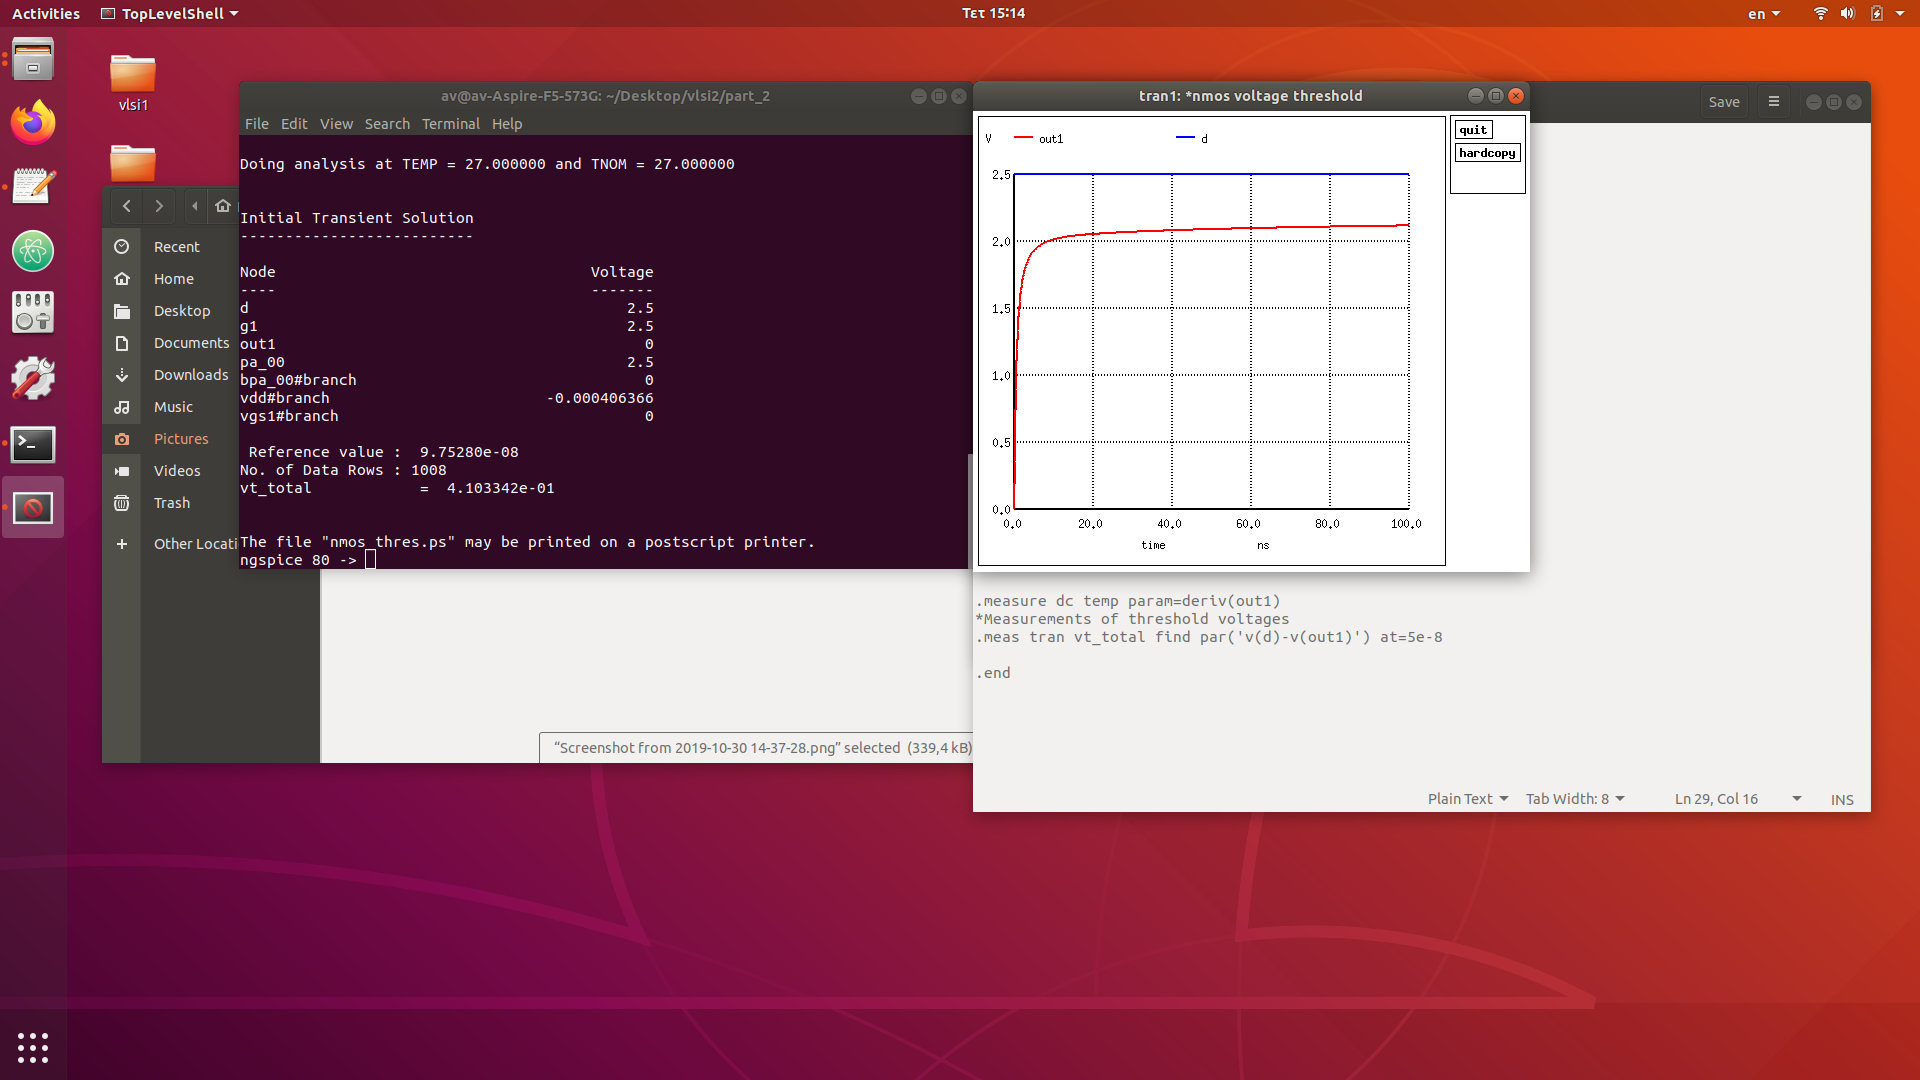 Activities
TopLevelShell
Τετ 15:14
en
vlsi1
Recent
Home
Desktop
Documents
Downloads
Music
Pictures
Videos
Trash
Other Locati
"Screenshot from 2019-10-30 14-37-28.png" selected (339,4 kB)
av@av-Aspire-F5-573G: ~/Desktop/vlsi2/part_2
File Edit View Search Terminal Help
Doing analysis at TEMP = 27.000000 and TNOM = 27.000000
Initial Transient Solution
--------------------------
Node Voltage
---- -------
d 2.5
g1 2.5
out1 0
pa_00 2.5
bpa_00#branch 0
vdd#branch -0.000406366
vgs1#branch 0
Reference value : 9.75280e-08
No. of Data Rows : 1008
vt_total = 4.103342e-01
The file "nmos_thres.ps" may be printed on a postscript printer.
ngspice 80 ->
tran1: *nmos voltage threshold
V out1 d
quit
hardcopy
2.5
2.0
1.5
1.0
0.5
0.0
0.0 20.0 40.0 60.0 80.0 100.0
time ns
Save
.measure dc temp param=deriv(out1)
*Measurements of threshold voltages
.meas tran vt_total find par('v(d)-v(out1)') at=5e-8
.end
Plain Text Tab Width: 8 Ln 29, Col 16 INS